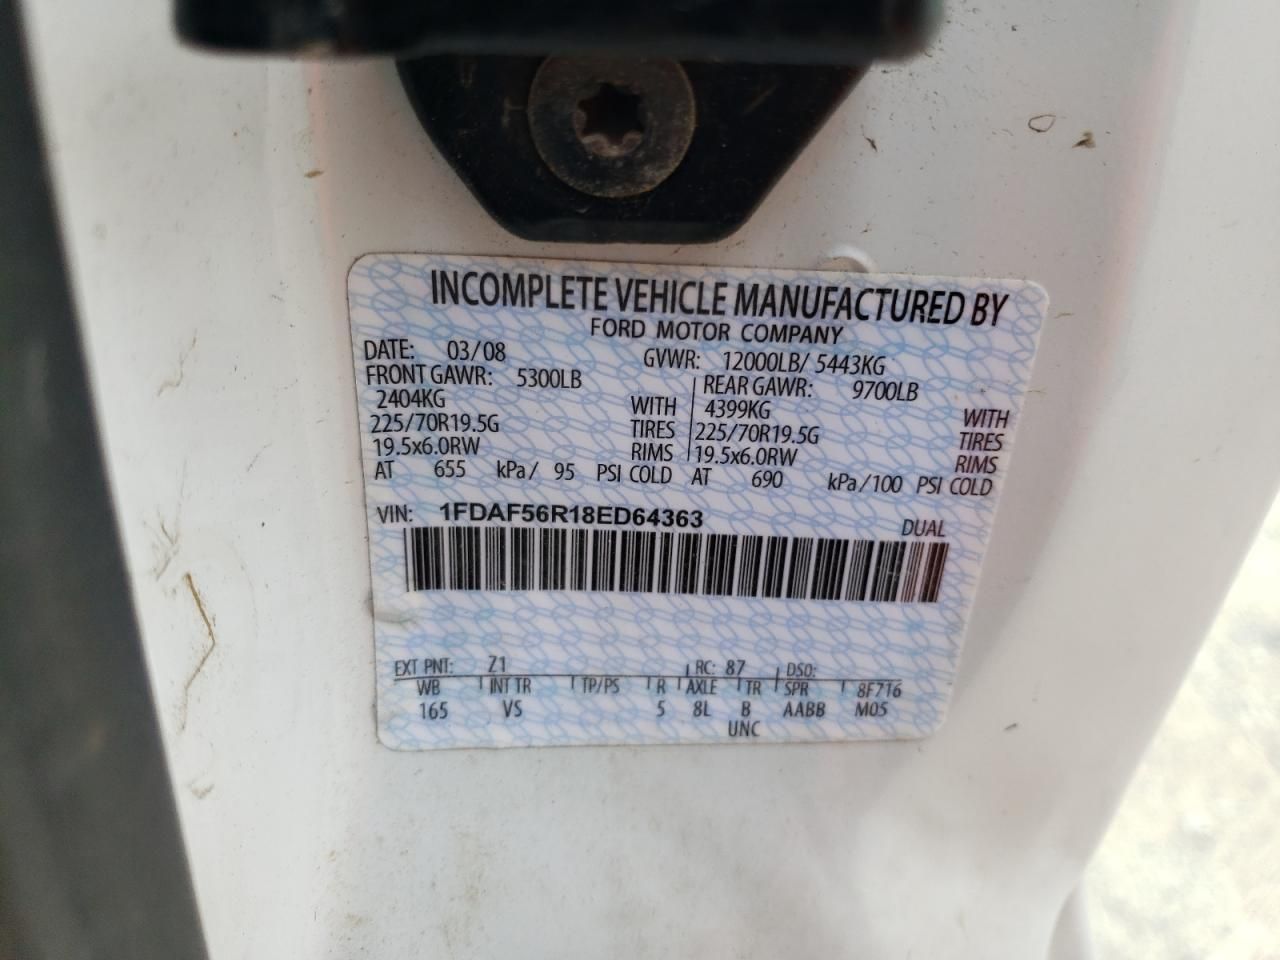 INCOMPLETE VEHICLE MANUFACTURED BY
FORD MOTOR COMPANY
DATE: 03/08 GVWR: 12000LB/ 5443KG
FRONT GAWR: 5300LB REAR GAWR: 9700LB
2404KG WITH 4399KG WITH
225/70R19.5G TIRES 225/70R19.5G TIRES
19.5x6.0RW RIMS 19.5x6.0RW RIMS
AT 655 kPa/ 95 PSI COLD AT 690 kPa/100 PSI COLD
VIN: 1FDAF56R18ED64363 DUAL
EXT PNT: Z1 RC: 87 DSO:
WB INT TR TP/PS R AXLE TR SPR 8F716
165 VS 5 8L B AABB M05
UNC